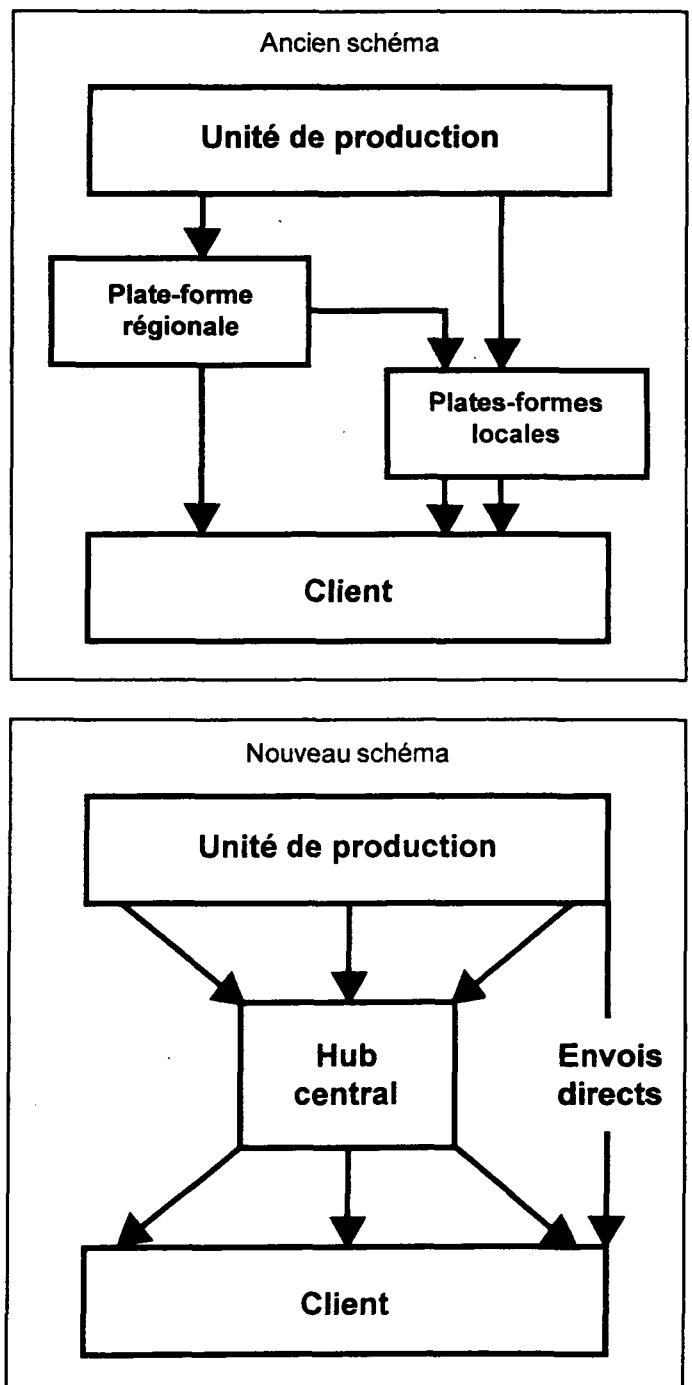 Ancien schéma
Unité de production
Plate-forme
régionale
Plates-formes
locales
Client
Nouveau schéma
Unité de production
Hub
central
Envois
directs
Client